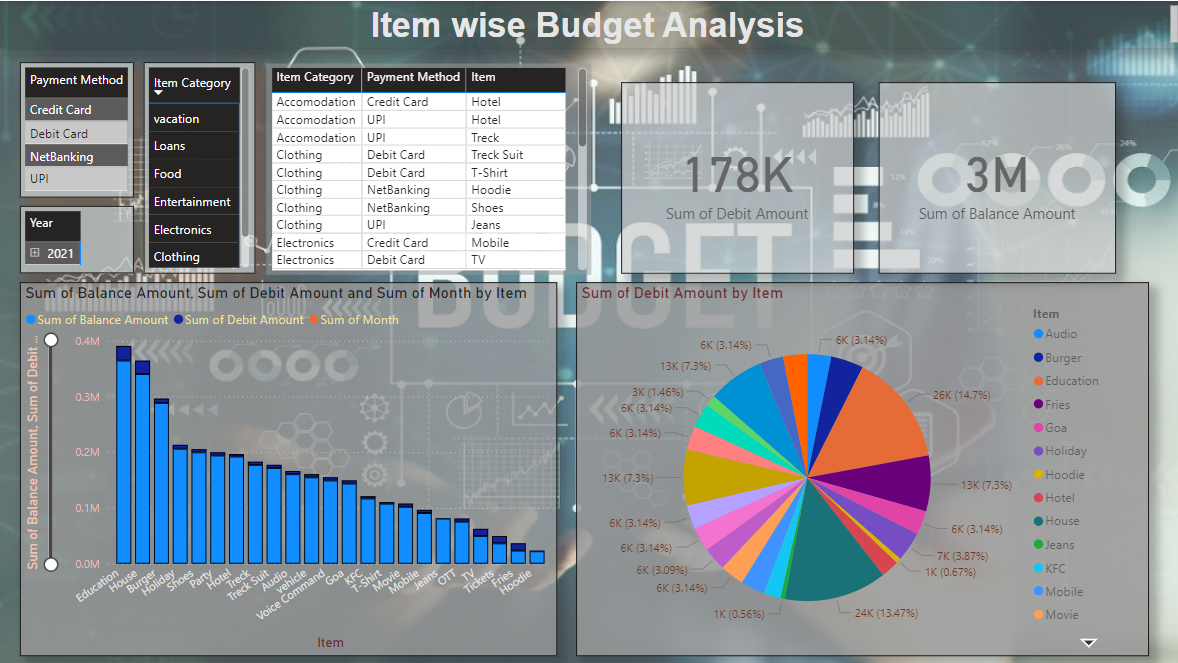 Item wise Budget Analysis
Payment Method
Credit Card
Debit Card
NetBanking
UPI
Year
2021
Item Category
vacation
Loans
Food
Entertainment
Electronics
Clothing
Item Category Payment Method Item
Accomodation Credit Card Hotel
Accomodation UPI Hotel
Accomodation UPI Treck
Clothing Debit Card Treck Suit
Clothing Debit Card T-Shirt
Clothing NetBanking Hoodie
Clothing NetBanking Shoes
Clothing UPI Jeans
Electronics Credit Card Mobile
Electronics Debit Card TV
178K
Sum of Debit Amount
3M
Sum of Balance Amount
BUDGET
Sum of Balance Amount, Sum of Debit Amount and Sum of Month by Item
Sum of Balance Amount Sum of Debit Amount Sum of Month
Sum of Balance Amount, Sum of Debit ...
0.4M
0.3M
0.2M
0.1M
0.0M
Education
House
Burger
Holiday
Shoes
Party
Hotel
Treck
Treck Suit
Audio
vehicle
Voice Command
Goa
KFC
T-Shirt
Movie
Mobile
Jeans
OTT
TV
Tickets
Fries
Hoodie
Item
Sum of Debit Amount by Item
6K (3.14%)
26K (14.7%)
13K (7.3%)
6K (3.14%)
7K (3.87%)
1K (0.67%)
24K (13.47%)
1K (0.56%)
6K (3.14%)
6K (3.09%)
6K (3.14%)
6K (3.14%)
13K (7.3%)
6K (3.14%)
6K (3.14%)
3K (1.46%)
13K (7.3%)
6K (3.14%)
Item
Audio
Burger
Education
Fries
Goa
Holiday
Hoodie
Hotel
House
Jeans
KFC
Mobile
Movie